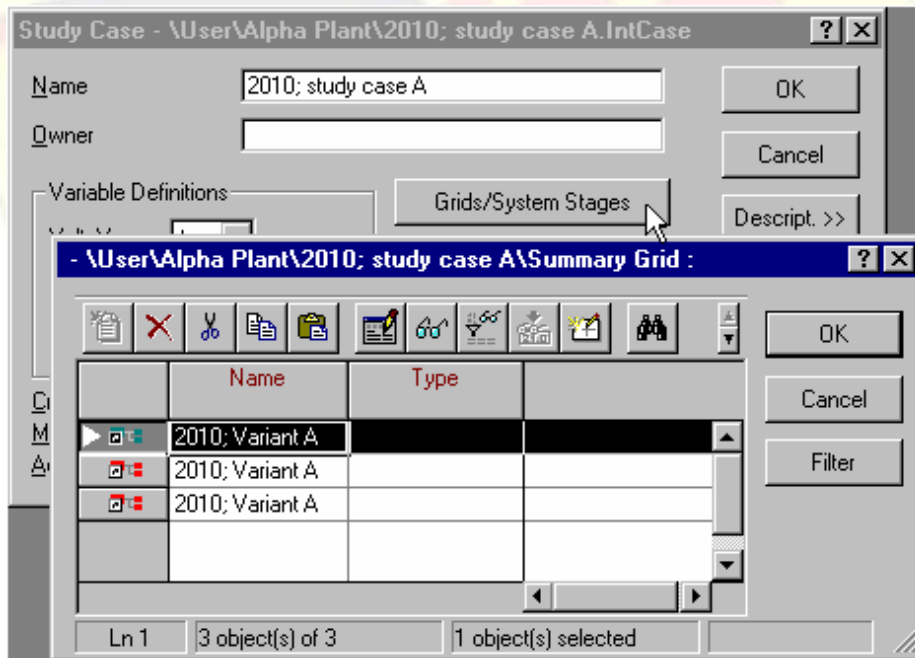 Study Case - \User\Alpha Plant\2010; study case A.IntCase
Name 2010; study case A OK
Owner
Cancel
Variable Definitions Grids/System Stages Descript. >>
- \User\Alpha Plant\2010; study case A\Summary Grid :
OK
Name Type
Cancel
2010; Variant A
Filter
2010; Variant A
2010; Variant A
Ln 1 3 object(s) of 3 1 object(s) selected